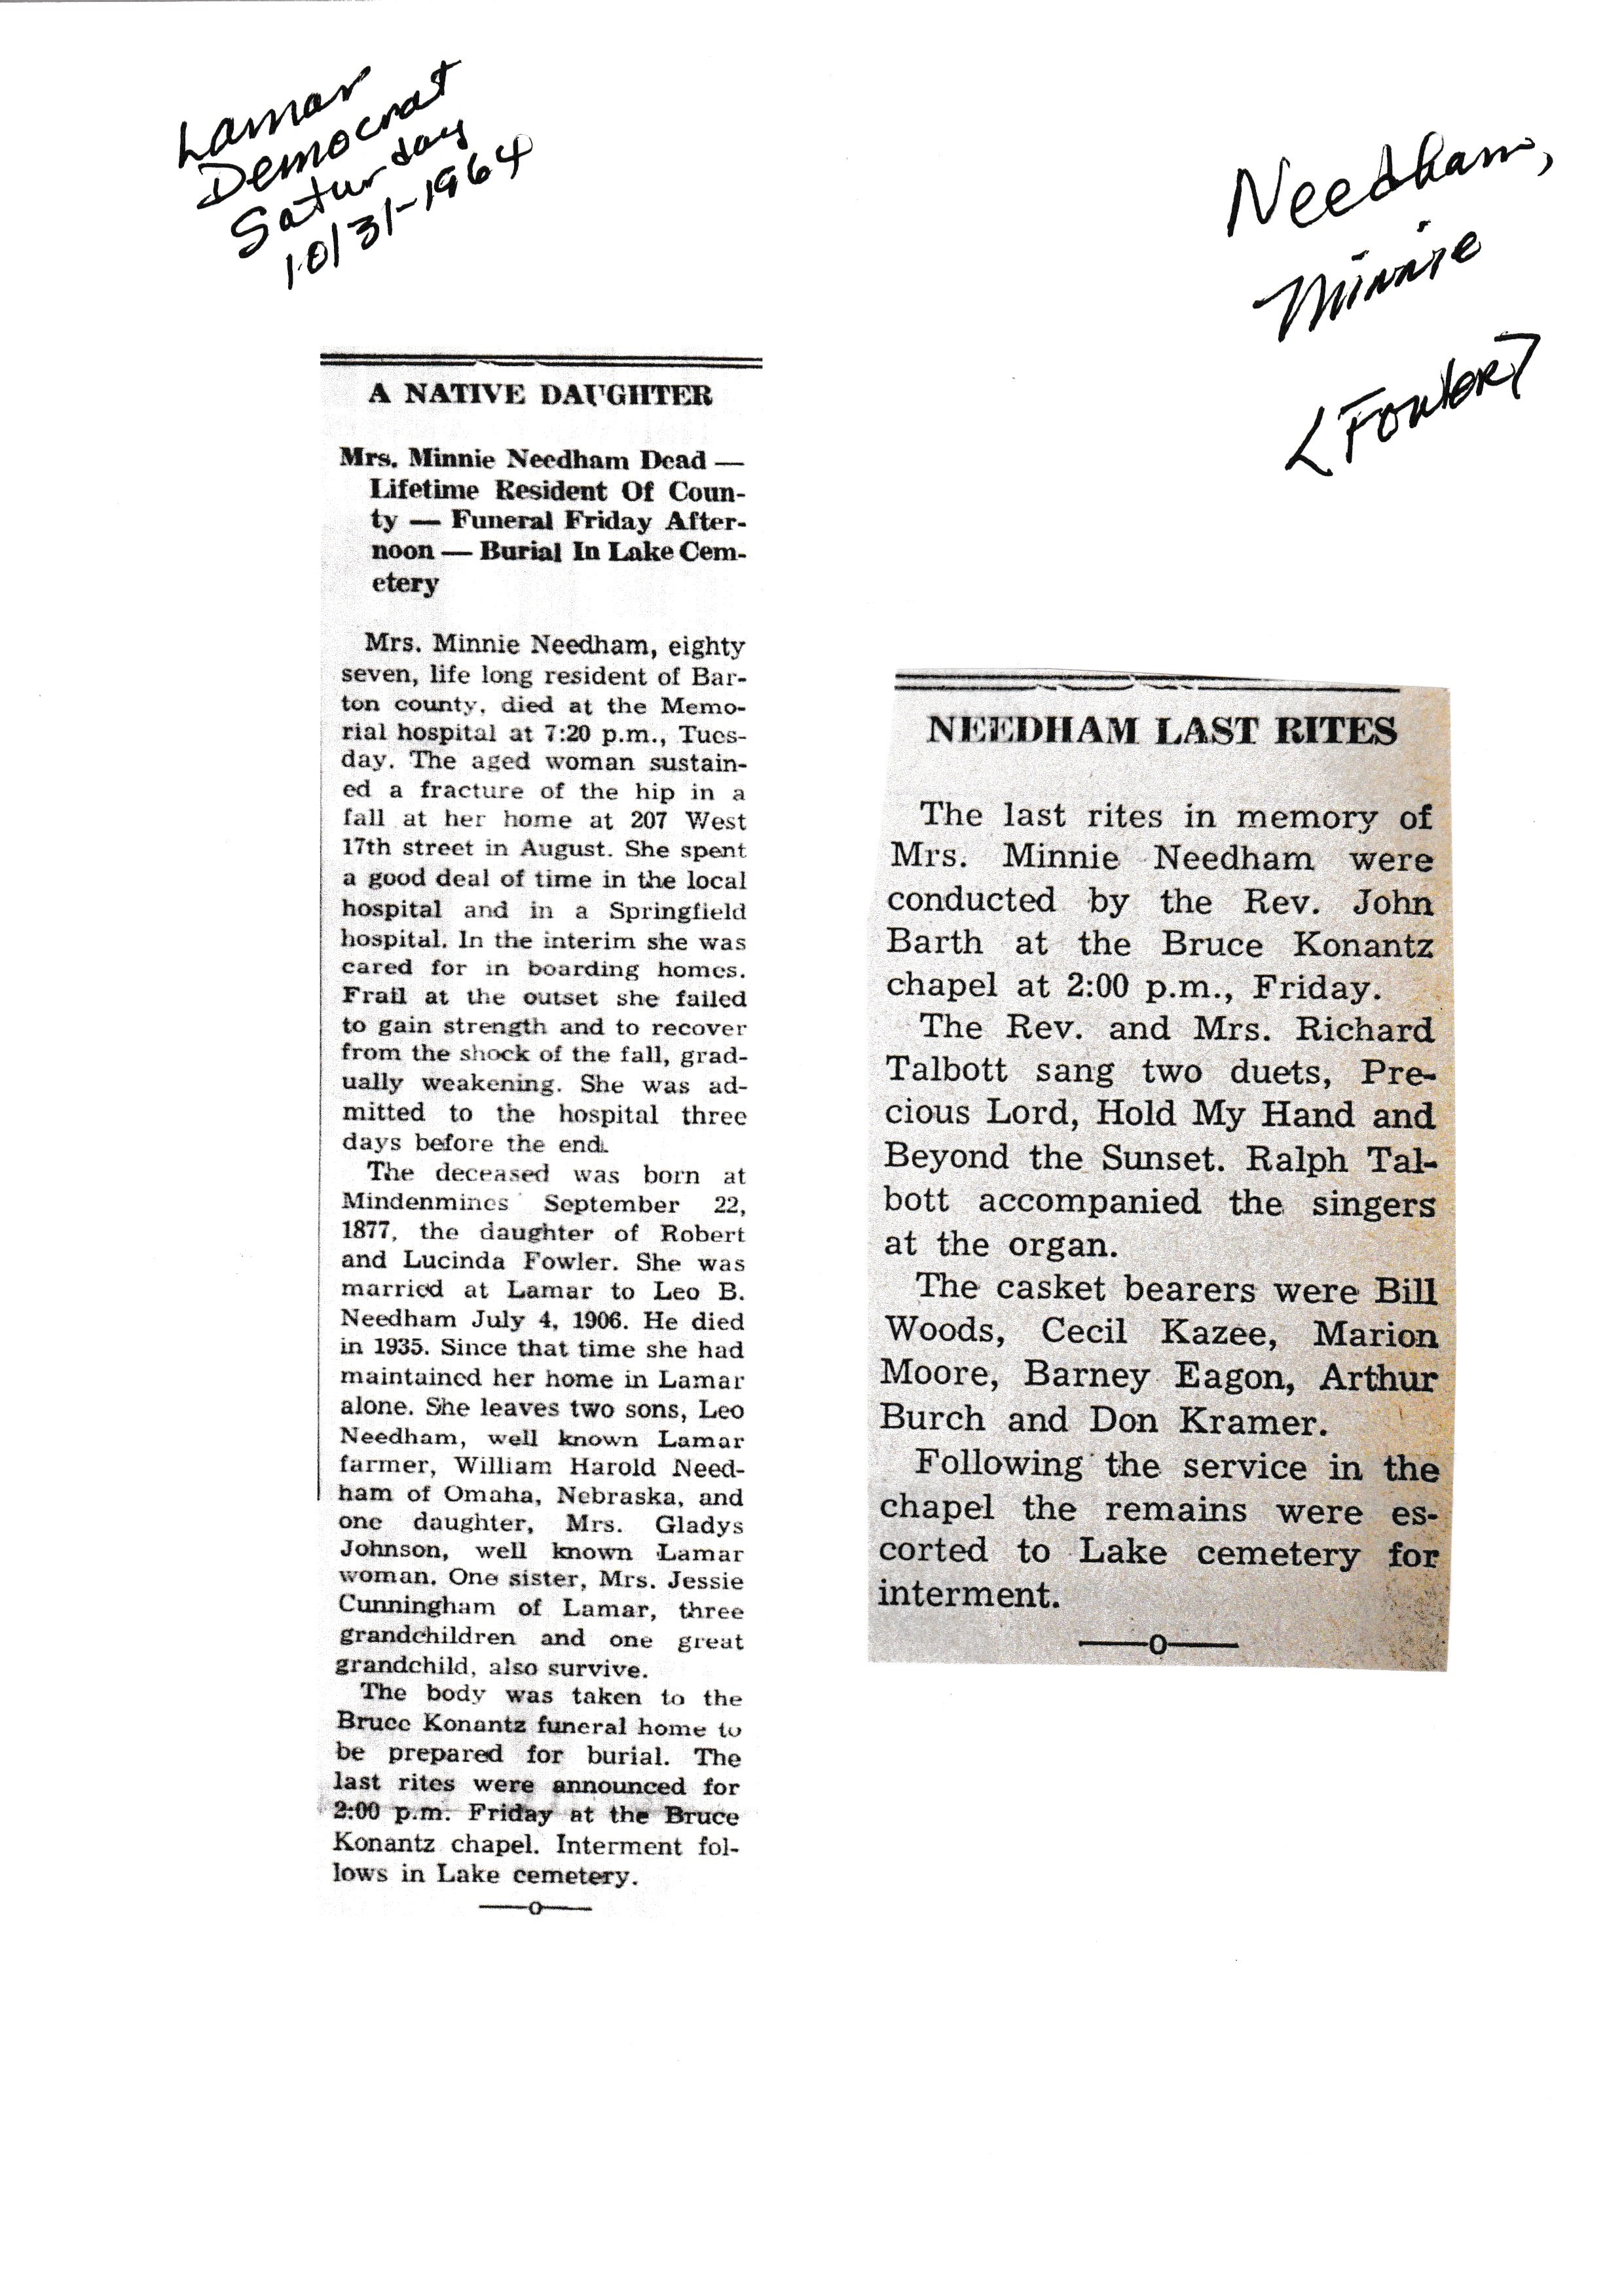 Lamar
Democrat
Saturday
10/31-1964
Needham,
Minnie
<Fowler>
A NATIVE DAUGHTER
Mrs. Minnie Needham Dead —
Lifetime Resident Of Coun-
ty — Funeral Friday After-
noon — Burial In Lake Cem-
etery
Mrs. Minnie Needham, eighty
seven, life long resident of Bar-
ton county, died at the Memo-
rial hospital at 7:20 p.m., Tues-
day. The aged woman sustain-
ed a fracture of the hip in a
fall at her home at 207 West
17th street in August. She spent
a good deal of time in the local
hospital and in a Springfield
hospital. In the interim she was
cared for in boarding homes.
Frail at the outset she failed
to gain strength and to recover
from the shock of the fall, grad-
ually weakening. She was ad-
mitted to the hospital three
days before the end.
The deceased was born at
Mindenmines September 22,
1877, the daughter of Robert
and Lucinda Fowler. She was
married at Lamar to Leo B.
Needham July 4, 1906. He died
in 1935. Since that time she had
maintained her home in Lamar
alone. She leaves two sons, Leo
Needham, well known Lamar
farmer, William Harold Need-
ham of Omaha, Nebraska, and
one daughter, Mrs. Gladys
Johnson, well known Lamar
woman. One sister, Mrs. Jessie
Cunningham of Lamar, three
grandchildren and one great
grandchild, also survive.
The body was taken to the
Bruce Konantz funeral home to
be prepared for burial. The
last rites were announced for
2:00 p.m. Friday at the Bruce
Konantz chapel. Interment fol-
lows in Lake cemetery.
——o——
NEEDHAM LAST RITES
The last rites in memory of
Mrs. Minnie Needham were
conducted by the Rev. John
Barth at the Bruce Konantz
chapel at 2:00 p.m., Friday.
The Rev. and Mrs. Richard
Talbott sang two duets, Pre-
cious Lord, Hold My Hand and
Beyond the Sunset. Ralph Tal-
bott accompanied the singers
at the organ.
The casket bearers were Bill
Woods, Cecil Kazee, Marion
Moore, Barney Eagon, Arthur
Burch and Don Kramer.
Following the service in the
chapel the remains were es-
corted to Lake cemetery for
interment.
——o——